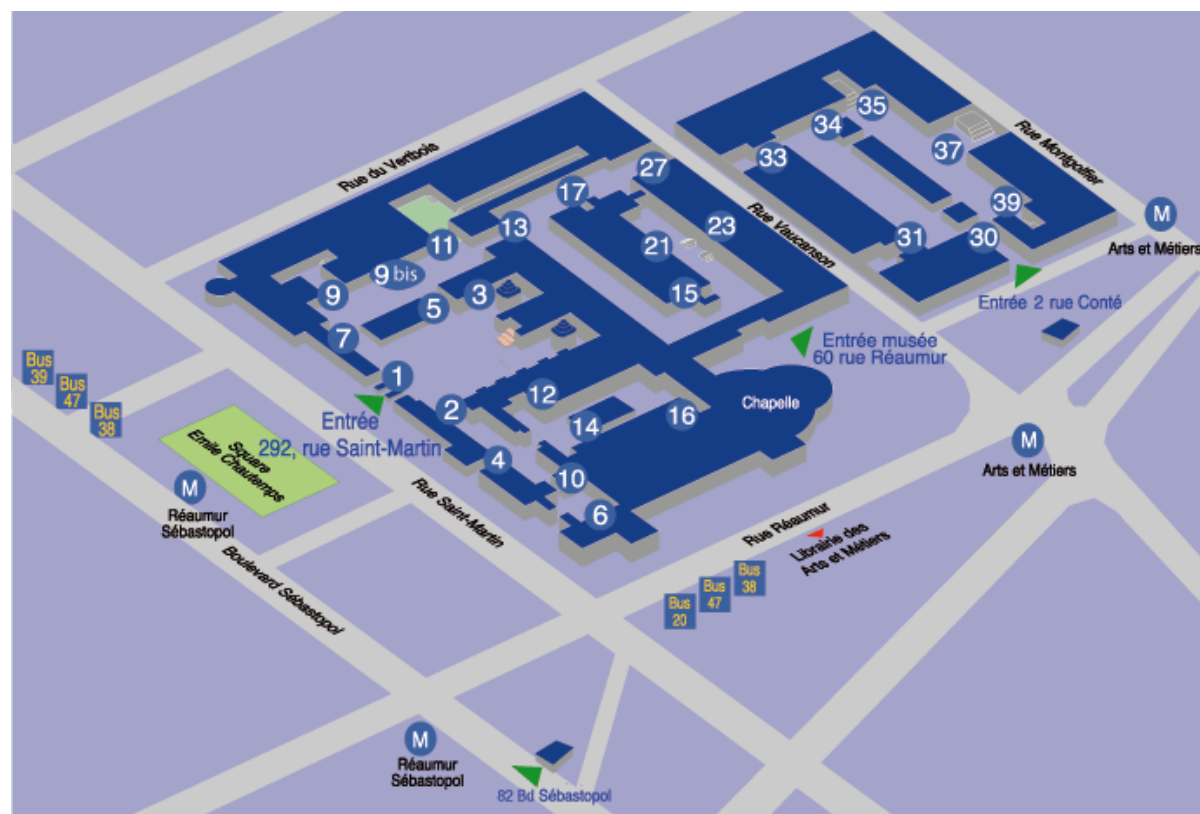 35
34
37
Rue Montgolfier
33
39
M
Arts et Métiers
Rue du Vertbois
27
17
Rue Vaucanson
23
31
30
13
11
21
9 bis
Entrée 2 rue Conté
9
5
3
15
7
Entrée musée
60 rue Réaumur
Bus
39
Bus
47
Bus
38
1
12
16
Chapelle
2
14
Entrée
292, rue Saint-Martin
4
10
6
Square
Emile Chautemps
M
Arts et Métiers
M
Réaumur
Sébastopol
Rue Saint-Martin
Rue Réaumur
Librairie des
Arts et Métiers
Boulevard Sébastopol
Bus
20
Bus
47
Bus
38
M
Réaumur
Sébastopol
82 Bd Sébastopol